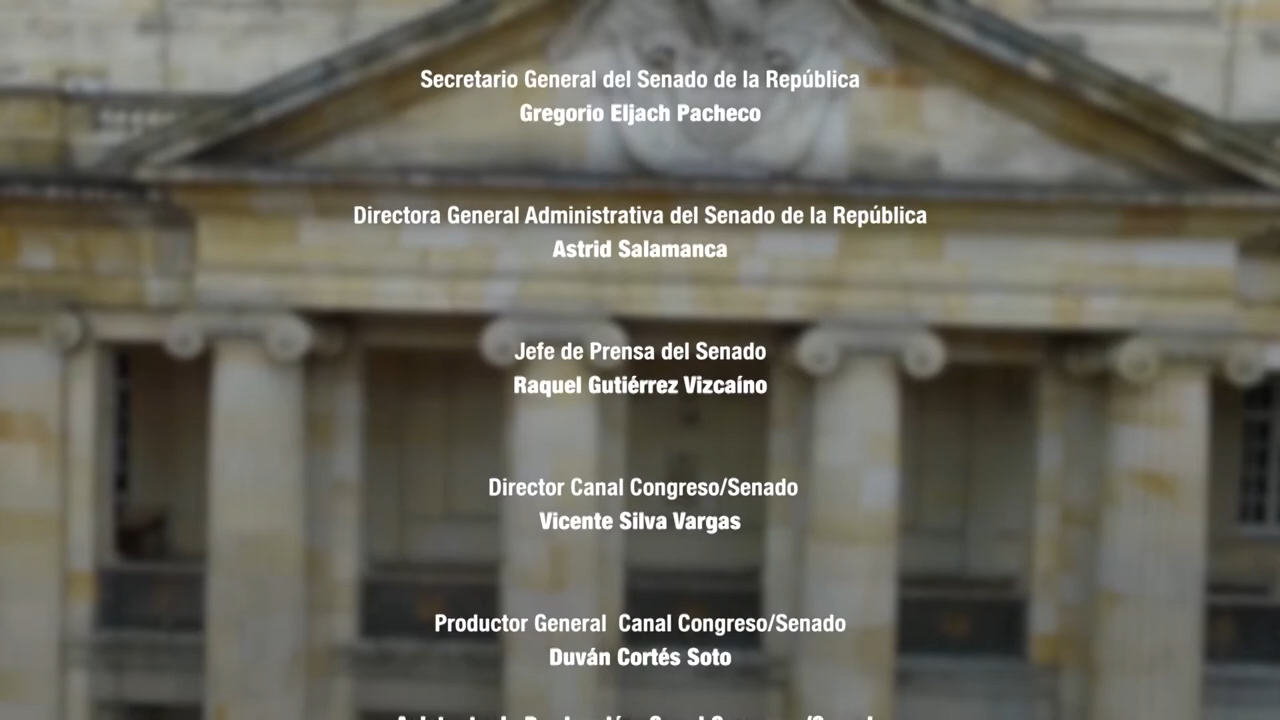 Secretario General del Senado de la República
Gregorio Eljach Pacheco
Directora General Administrativa del Senado de la República
Astrid Salamanca
Jefe de Prensa del Senado
Raquel Gutiérrez Vizcaíno
Director Canal Congreso/Senado
Vicente Silva Vargas
Productor General Canal Congreso/Senado
Duván Cortés Soto